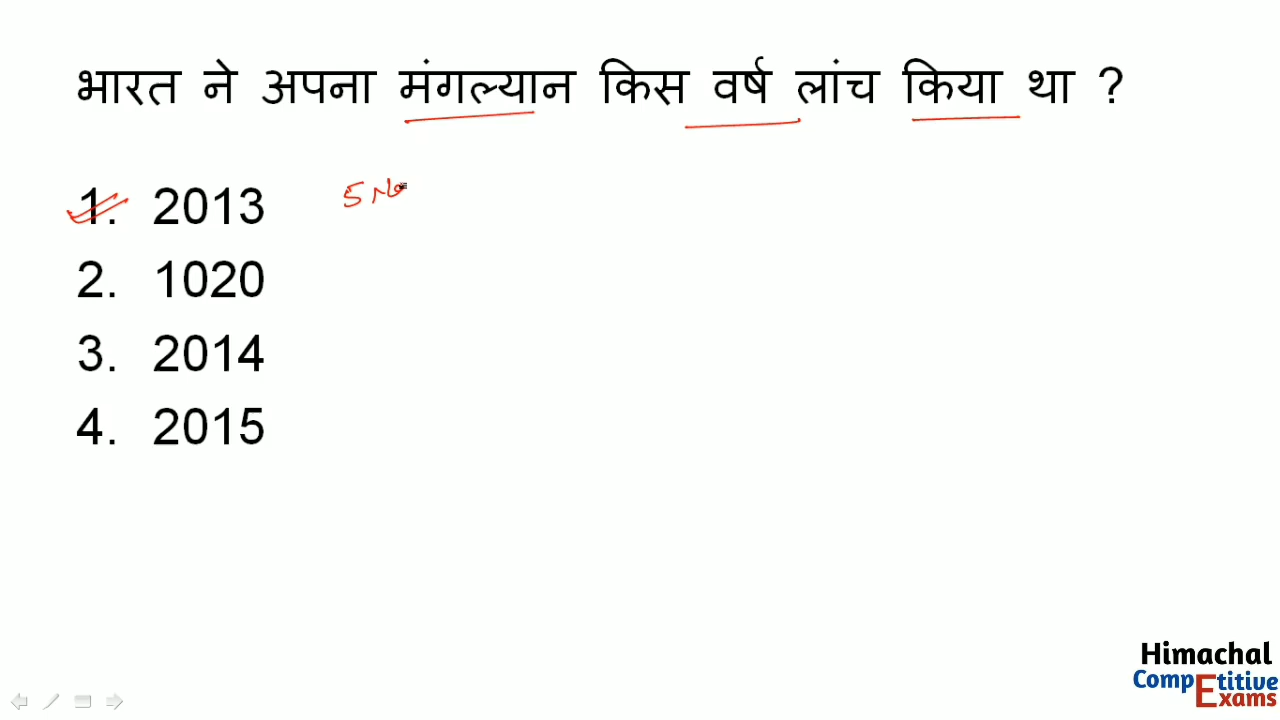 भारत ने अपना मंगल्यान किस वर्ष लांच किया था ?
1. 2013 5 No
2. 1020
3. 2014
4. 2015
Himachal
CompEtitive
Exams